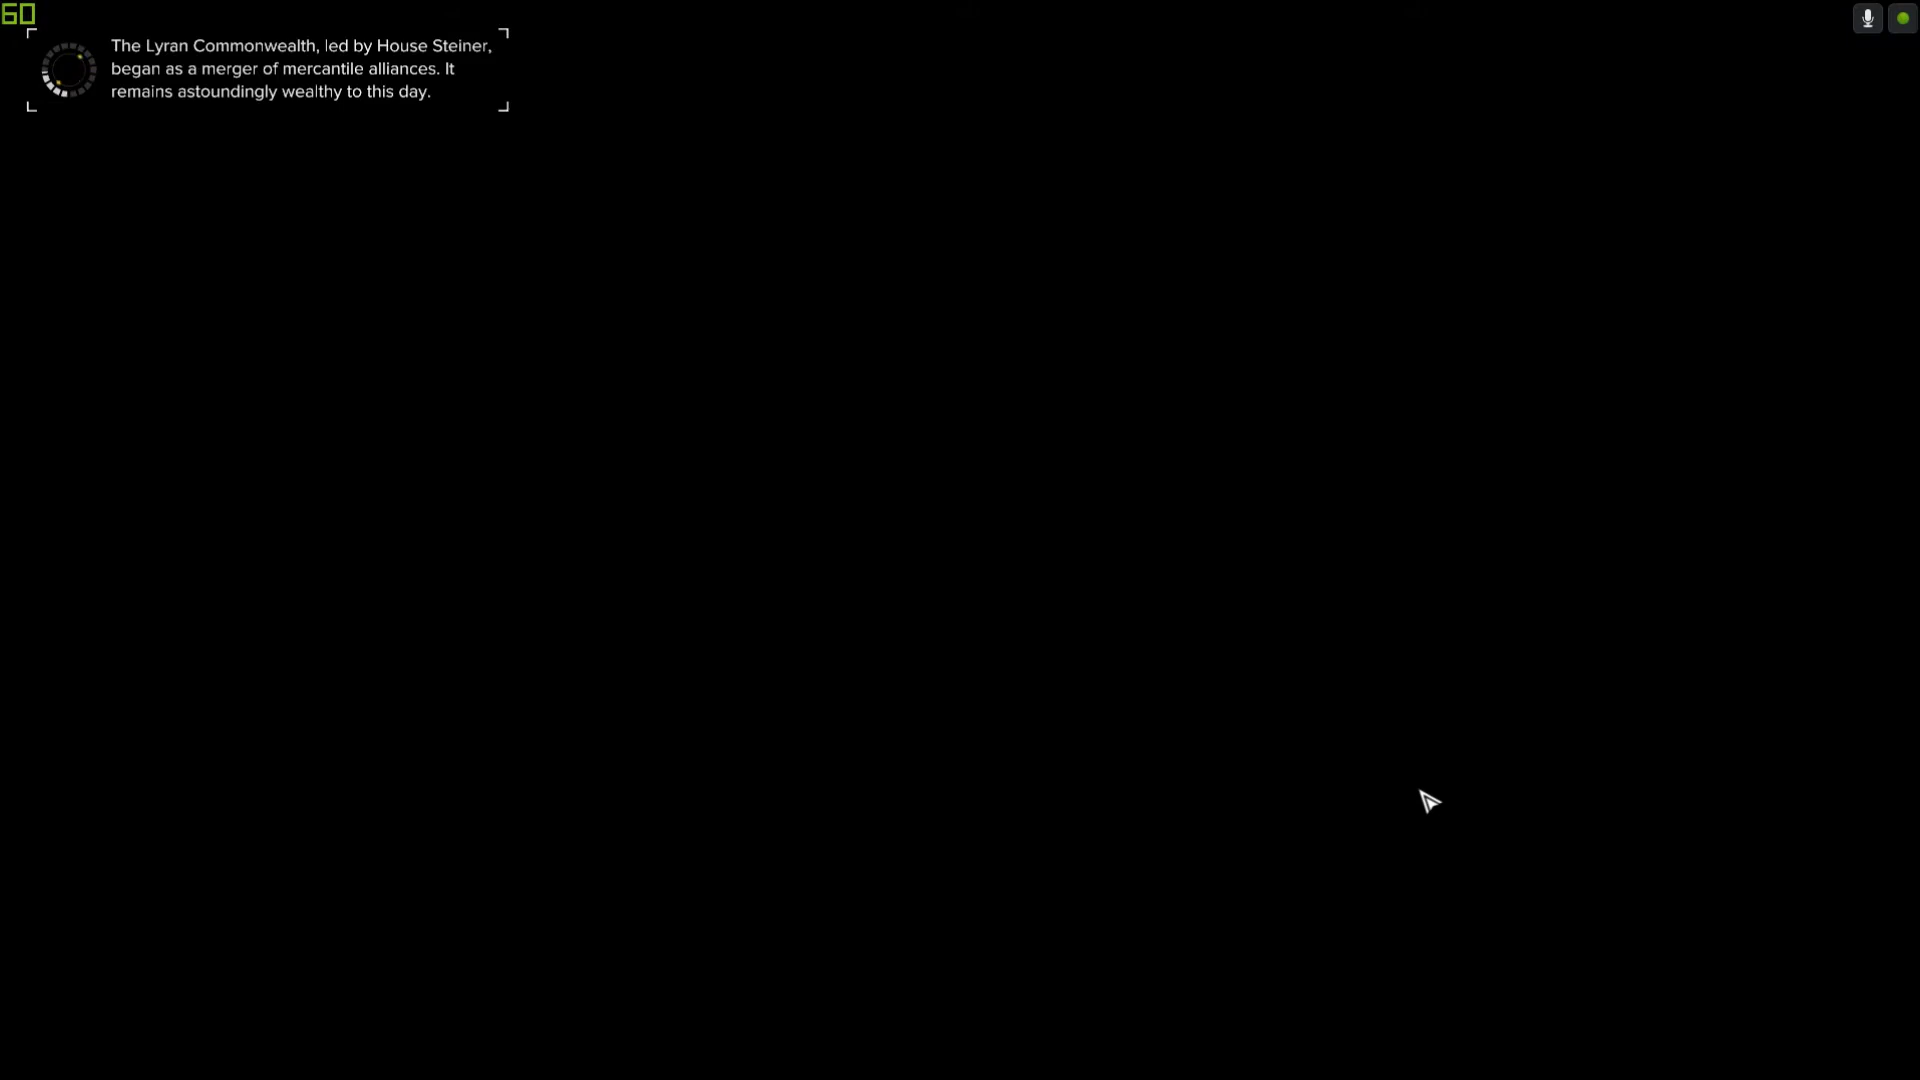 60
The Lyran Commonwealth, led by House Steiner,
began as a merger of mercantile alliances. It
remains astoundingly wealthy to this day.